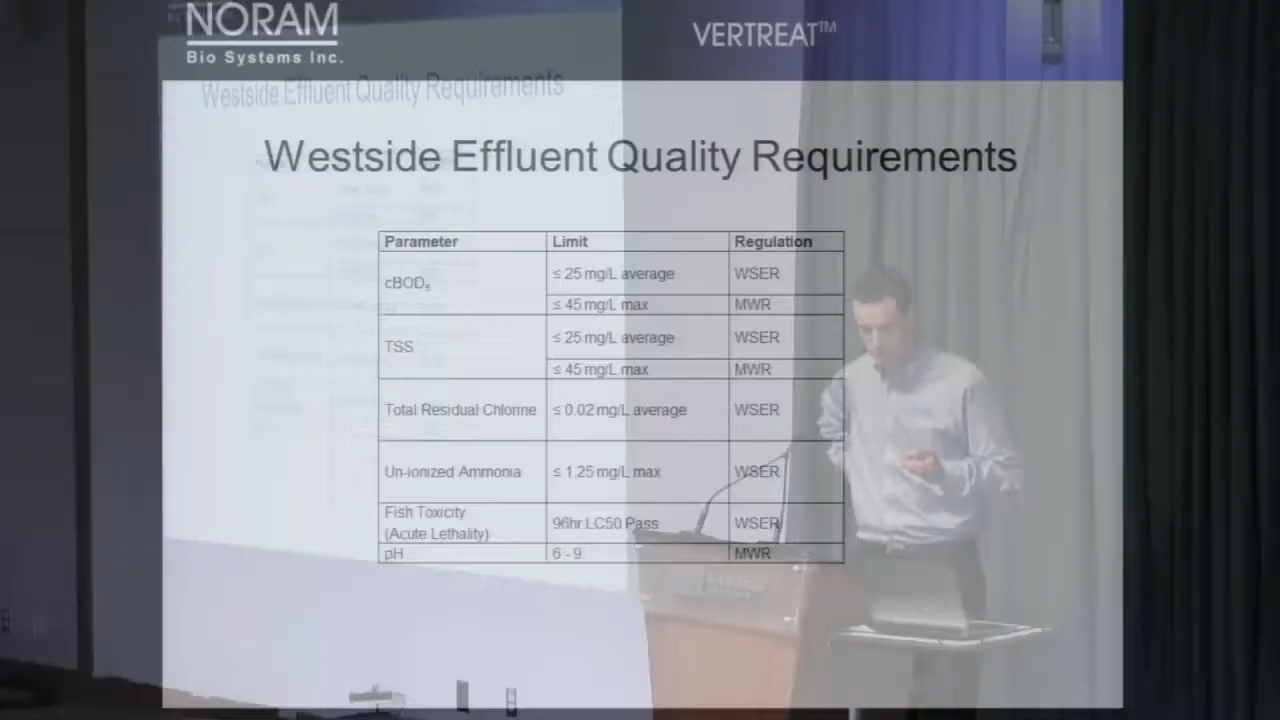 NORAM
Bio Systems Inc.
VERTREAT™
Westside Effluent Quality Requirements
Westside Effluent Quality Requirements
Parameter Limit Regulation
cBOD₅ ≤ 25 mg/L average WSER
≤ 45 mg/L max MWR
TSS ≤ 25 mg/L average WSER
≤ 45 mg/L max MWR
Total Residual Chlorine ≤ 0.02 mg/L average WSER
Un-ionized Ammonia ≤ 1.25 mg/L max WSER
Fish Toxicity
(Acute Lethality) 96hr LC50 Pass WSER
pH 6 - 9 MWR